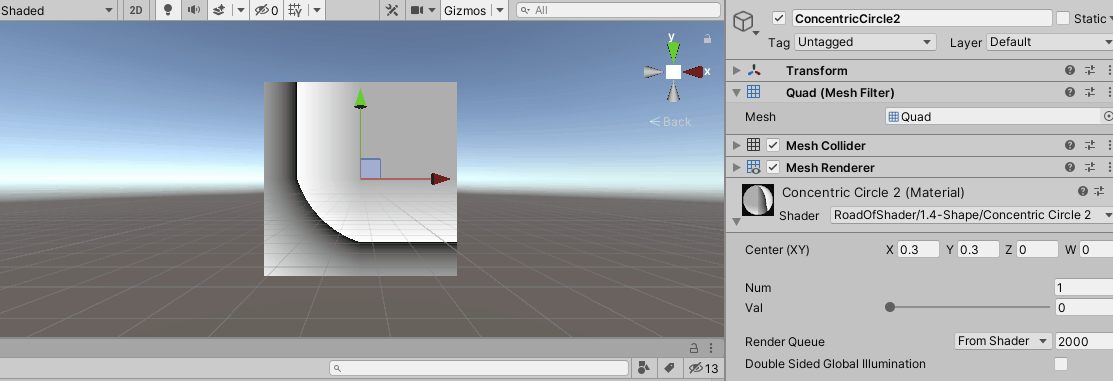 Shaded
2D
0
Gizmos
All
y
x
Back
13
ConcentricCircle2
Static
Tag Untagged Layer Default
Transform
Quad (Mesh Filter)
Mesh Quad
Mesh Collider
Mesh Renderer
Concentric Circle 2 (Material)
Shader RoadOfShader/1.4-Shape/Concentric Circle 2
Center (XY) X 0.3 Y 0.3 Z 0 W 0
Num 1
Val 0
Render Queue From Shader 2000
Double Sided Global Illumination